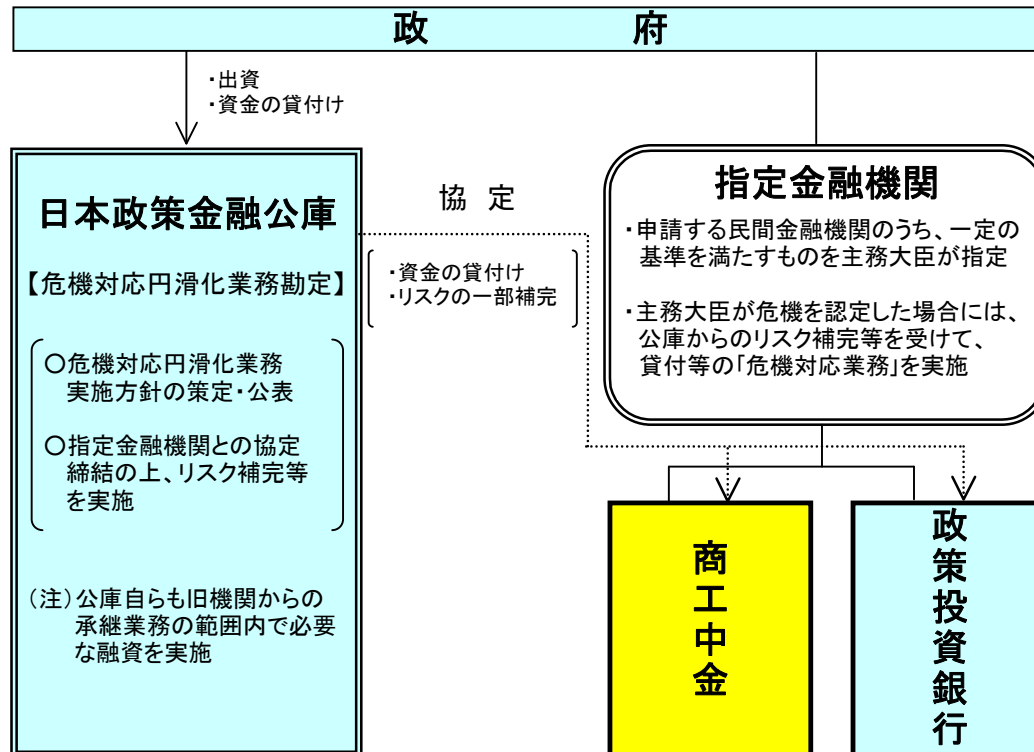 政府
・出資
・資金の貸付け
日本政策金融公庫
【危機対応円滑化業務勘定】
○危機対応円滑化業務
実施方針の策定・公表
○指定金融機関との協定
締結の上、リスク補完等
を実施
(注)公庫自らも旧機関からの
承継業務の範囲内で必要
な融資を実施
協定
・資金の貸付け
・リスクの一部補完
指定金融機関
・申請する民間金融機関のうち、一定の
基準を満たすものを主務大臣が指定
・主務大臣が危機を認定した場合には、
公庫からのリスク補完等を受けて、
貸付等の「危機対応業務」を実施
商工中金
政策投資銀行